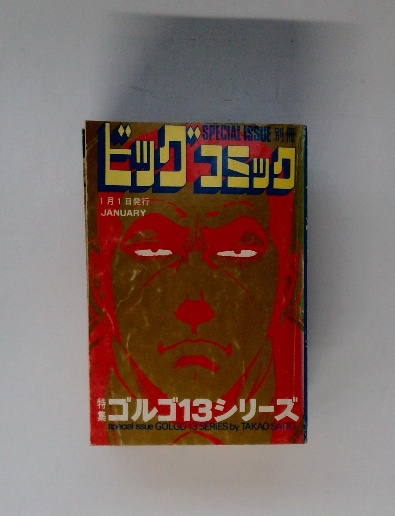 SPECIAL ISSUE 別冊
ビッグコミック
1月1日発行
JANUARY
特集 ゴルゴ13シリーズ
special issue GOLGO 13 SERIES by TAKAO SAITO